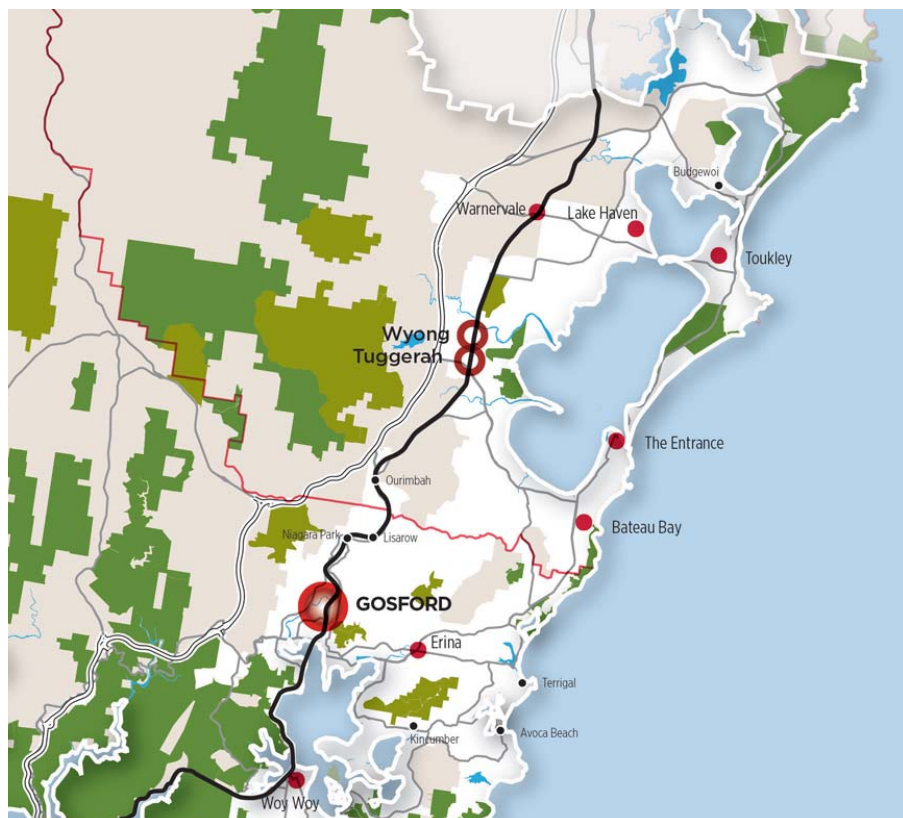 Budgewoi
Warnervale
Lake Haven
Toukley
Wyong
Tuggerah
The Entrance
Ourimbah
Bateau Bay
Niagara Park
Lisarow
GOSFORD
Erina
Terrigal
Kincumber
Avoca Beach
Woy Woy